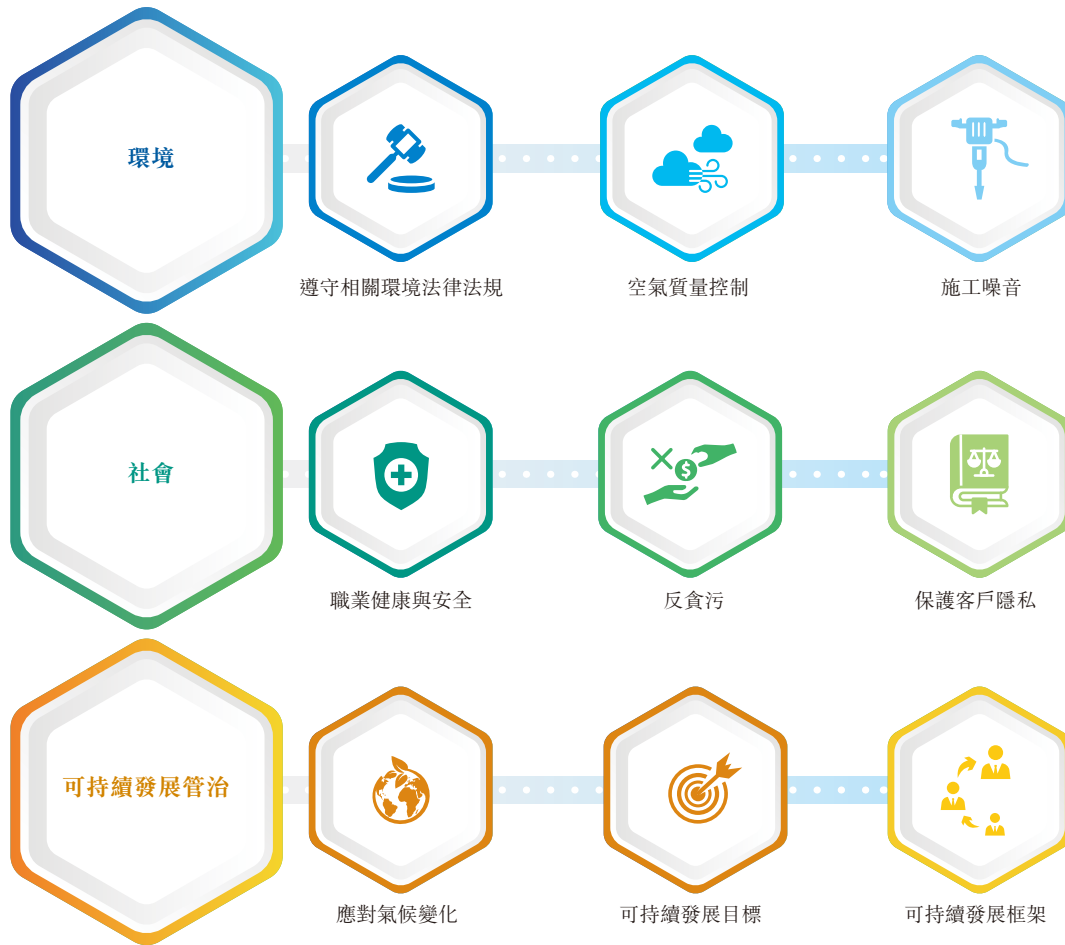 環境
遵守相關環境法律法規
空氣質量控制
施工噪音
社會
職業健康與安全
反貪污
保護客戶隱私
可持續發展管治
應對氣候變化
可持續發展目標
可持續發展框架